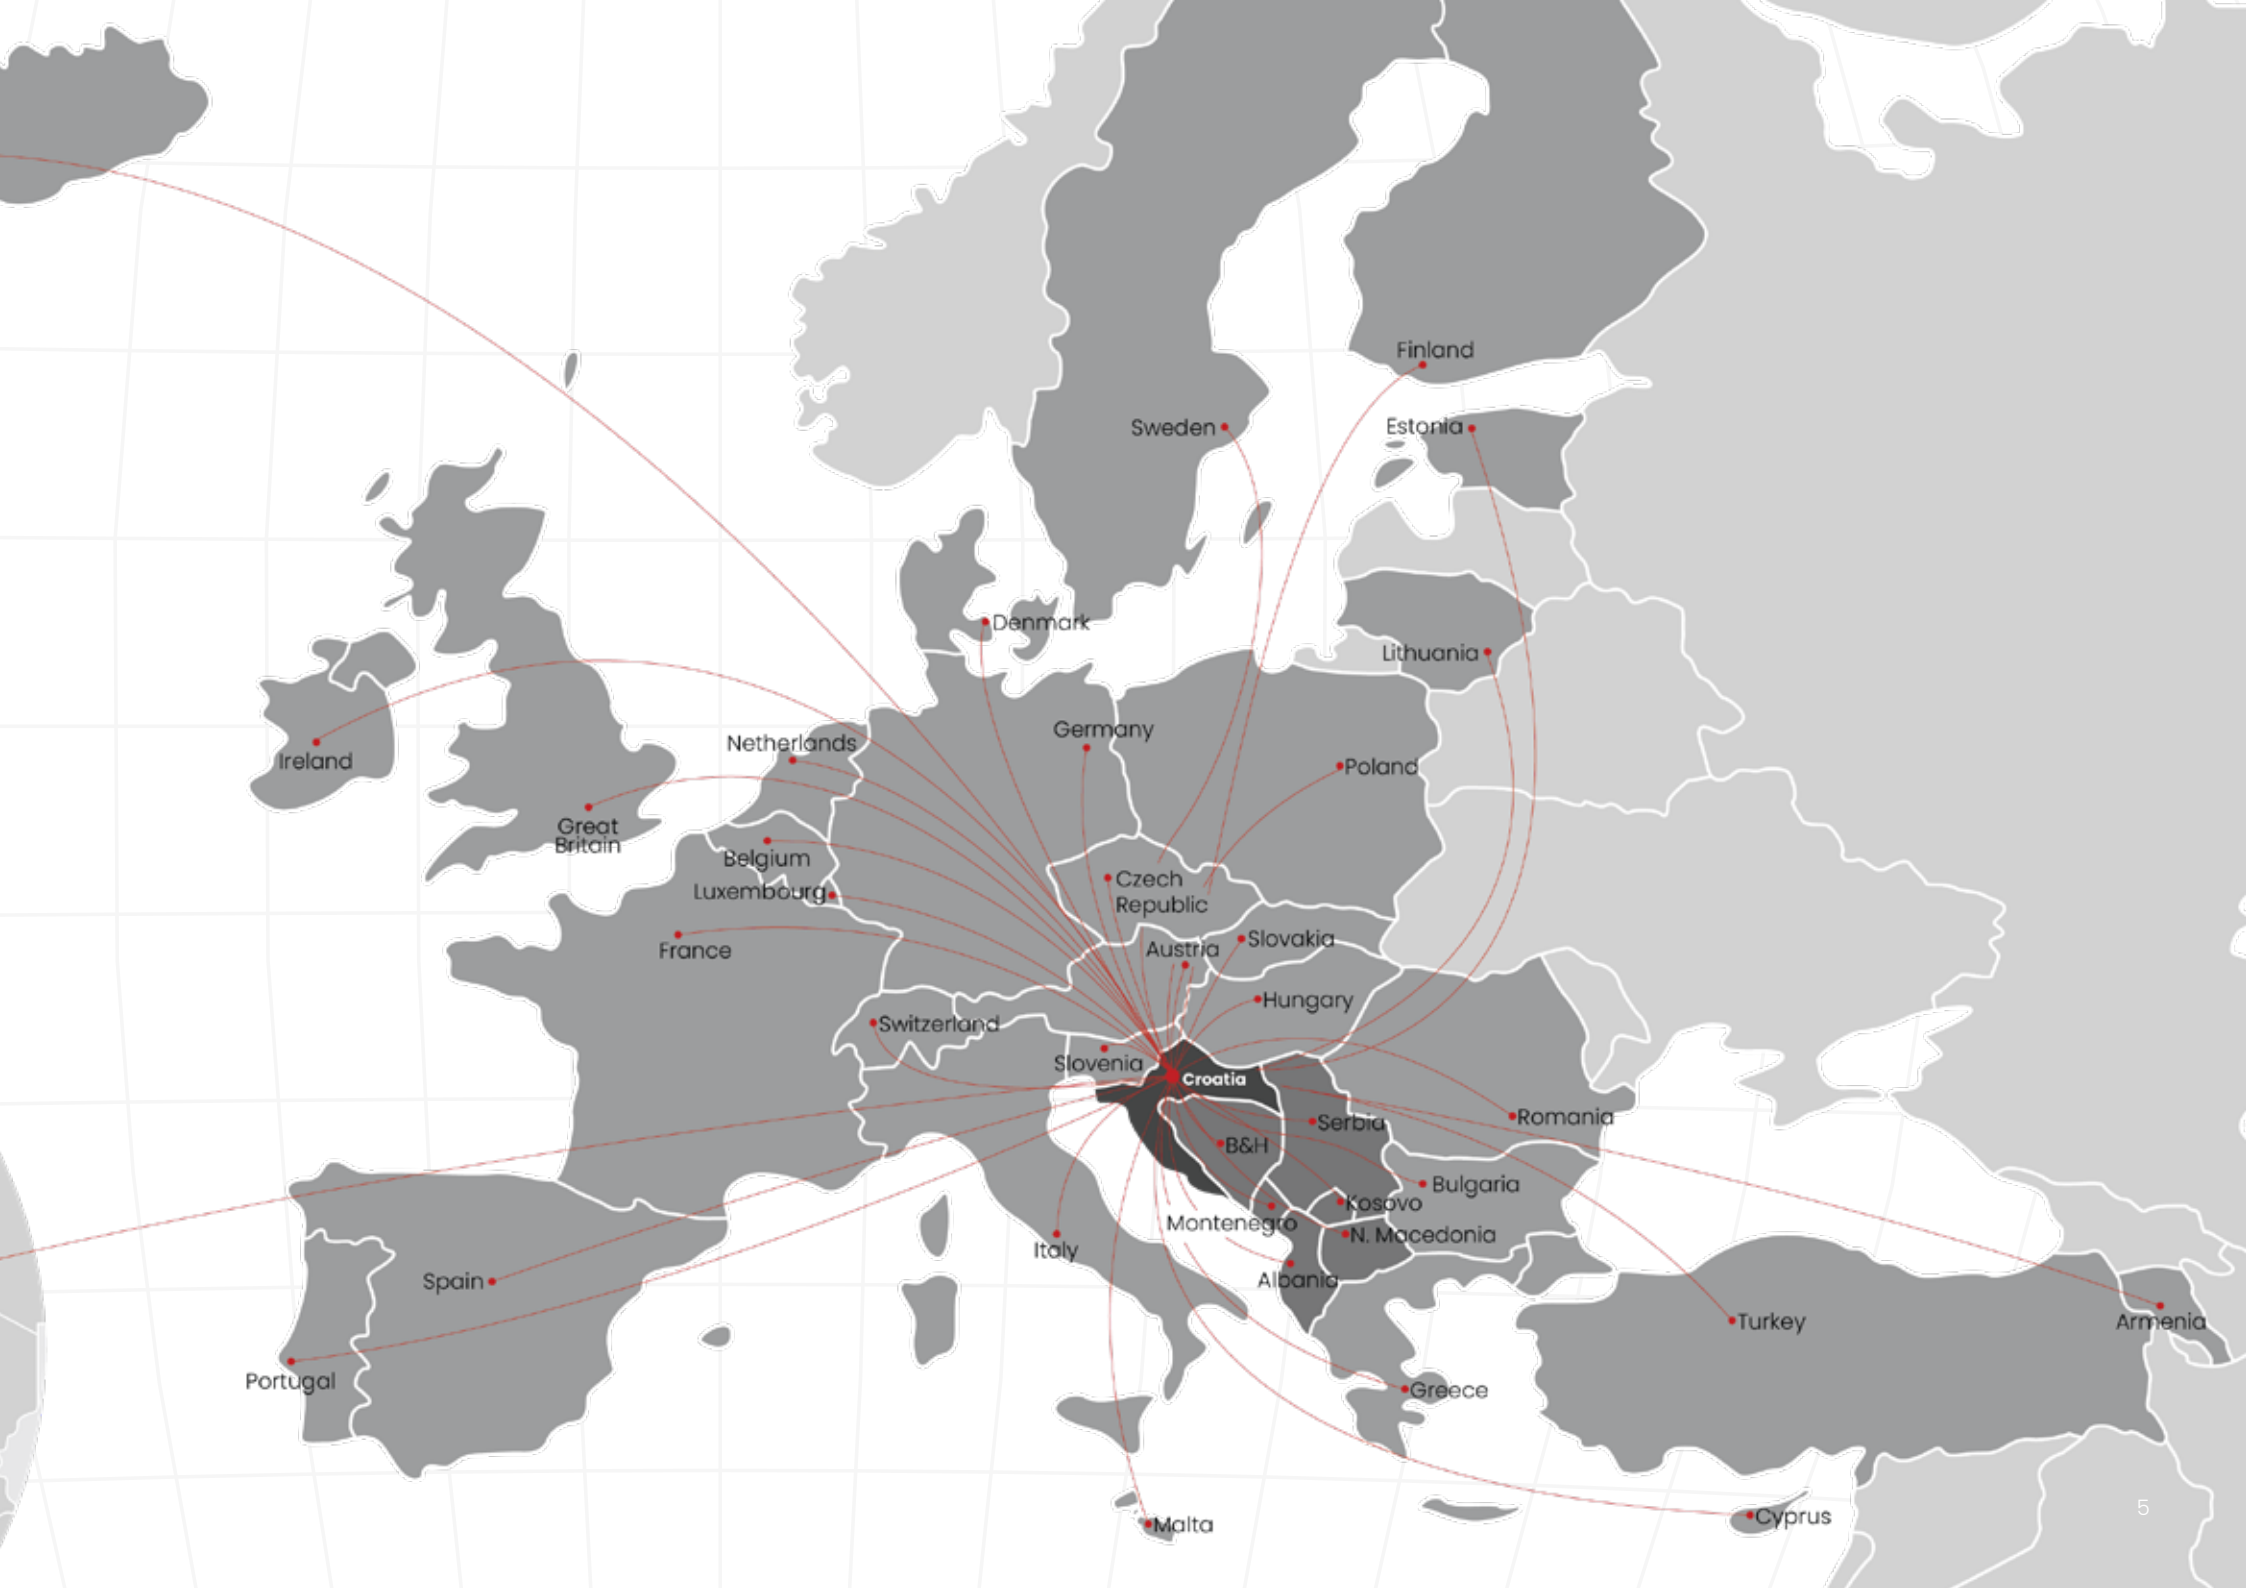 Finland
Sweden
Estonia
Denmark
Lithuania
Germany
Netherlands
Ireland
Poland
Great
Britain
Belgium
Czech
Republic
Luxembourg
France
Austria
Slovakia
Hungary
Switzerland
Slovenia
Croatia
Romania
Serbia
B&H
Bulgaria
Kosovo
Montenegro
N. Macedonia
Italy
Spain
Albania
Turkey
Armenia
Portugal
Greece
5
Cyprus
Malta